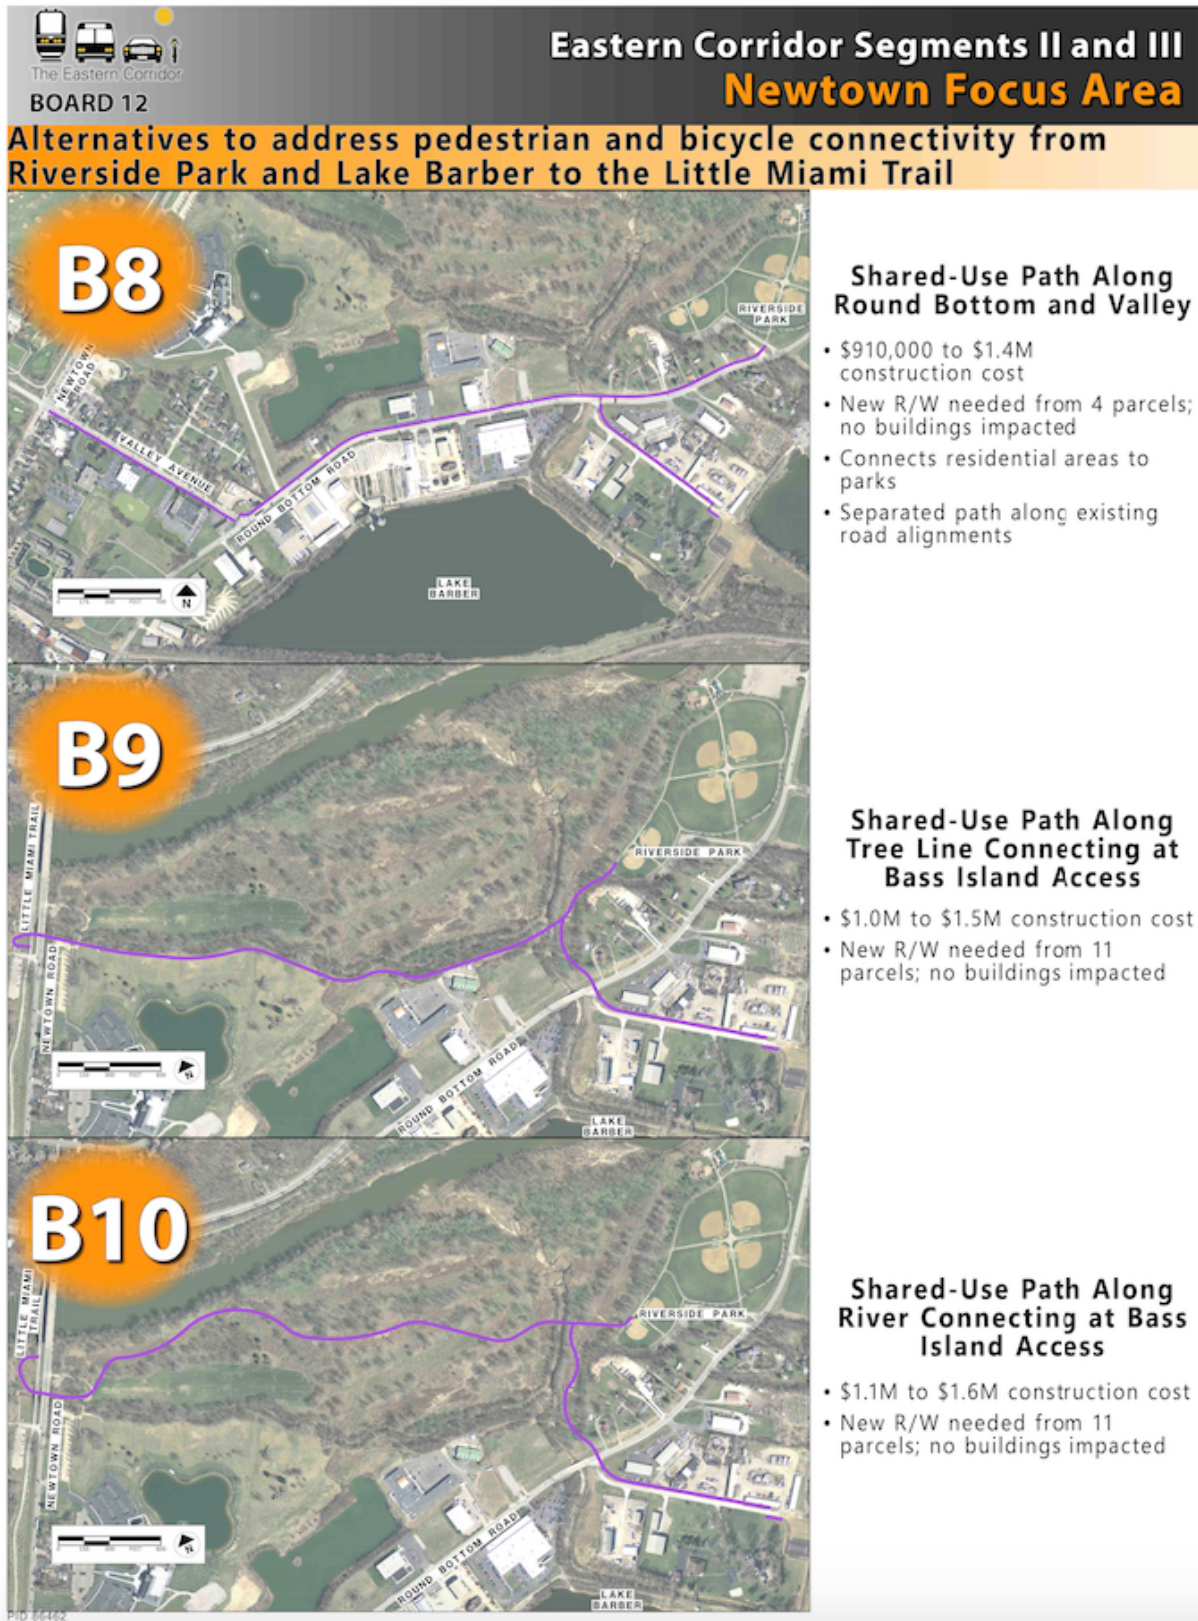 The Eastern Corridor
BOARD 12
Eastern Corridor Segments II and III
Newtown Focus Area
Alternatives to address pedestrian and bicycle connectivity from
Riverside Park and Lake Barber to the Little Miami Trail
B8
NEWTOWN
ROAD
VALLEY AVENUE
ROUND BOTTOM ROAD
RIVERSIDE
PARK
LAKE
BARBER
N
Shared-Use Path Along
Round Bottom and Valley
• $910,000 to $1.4M
construction cost
• New R/W needed from 4 parcels;
no buildings impacted
• Connects residential areas to
parks
• Separated path along existing
road alignments
B9
LITTLE MIAMI TRAIL
NEWTOWN ROAD
RIVERSIDE PARK
ROUND BOTTOM ROAD
LAKE
BARBER
N
Shared-Use Path Along
Tree Line Connecting at
Bass Island Access
• $1.0M to $1.5M construction cost
• New R/W needed from 11
parcels; no buildings impacted
B10
LITTLE MIAMI
TRAIL
NEWTOWN ROAD
RIVERSIDE PARK
ROUND BOTTOM ROAD
LAKE
BARBER
N
Shared-Use Path Along
River Connecting at Bass
Island Access
• $1.1M to $1.6M construction cost
• New R/W needed from 11
parcels; no buildings impacted
PID 86462